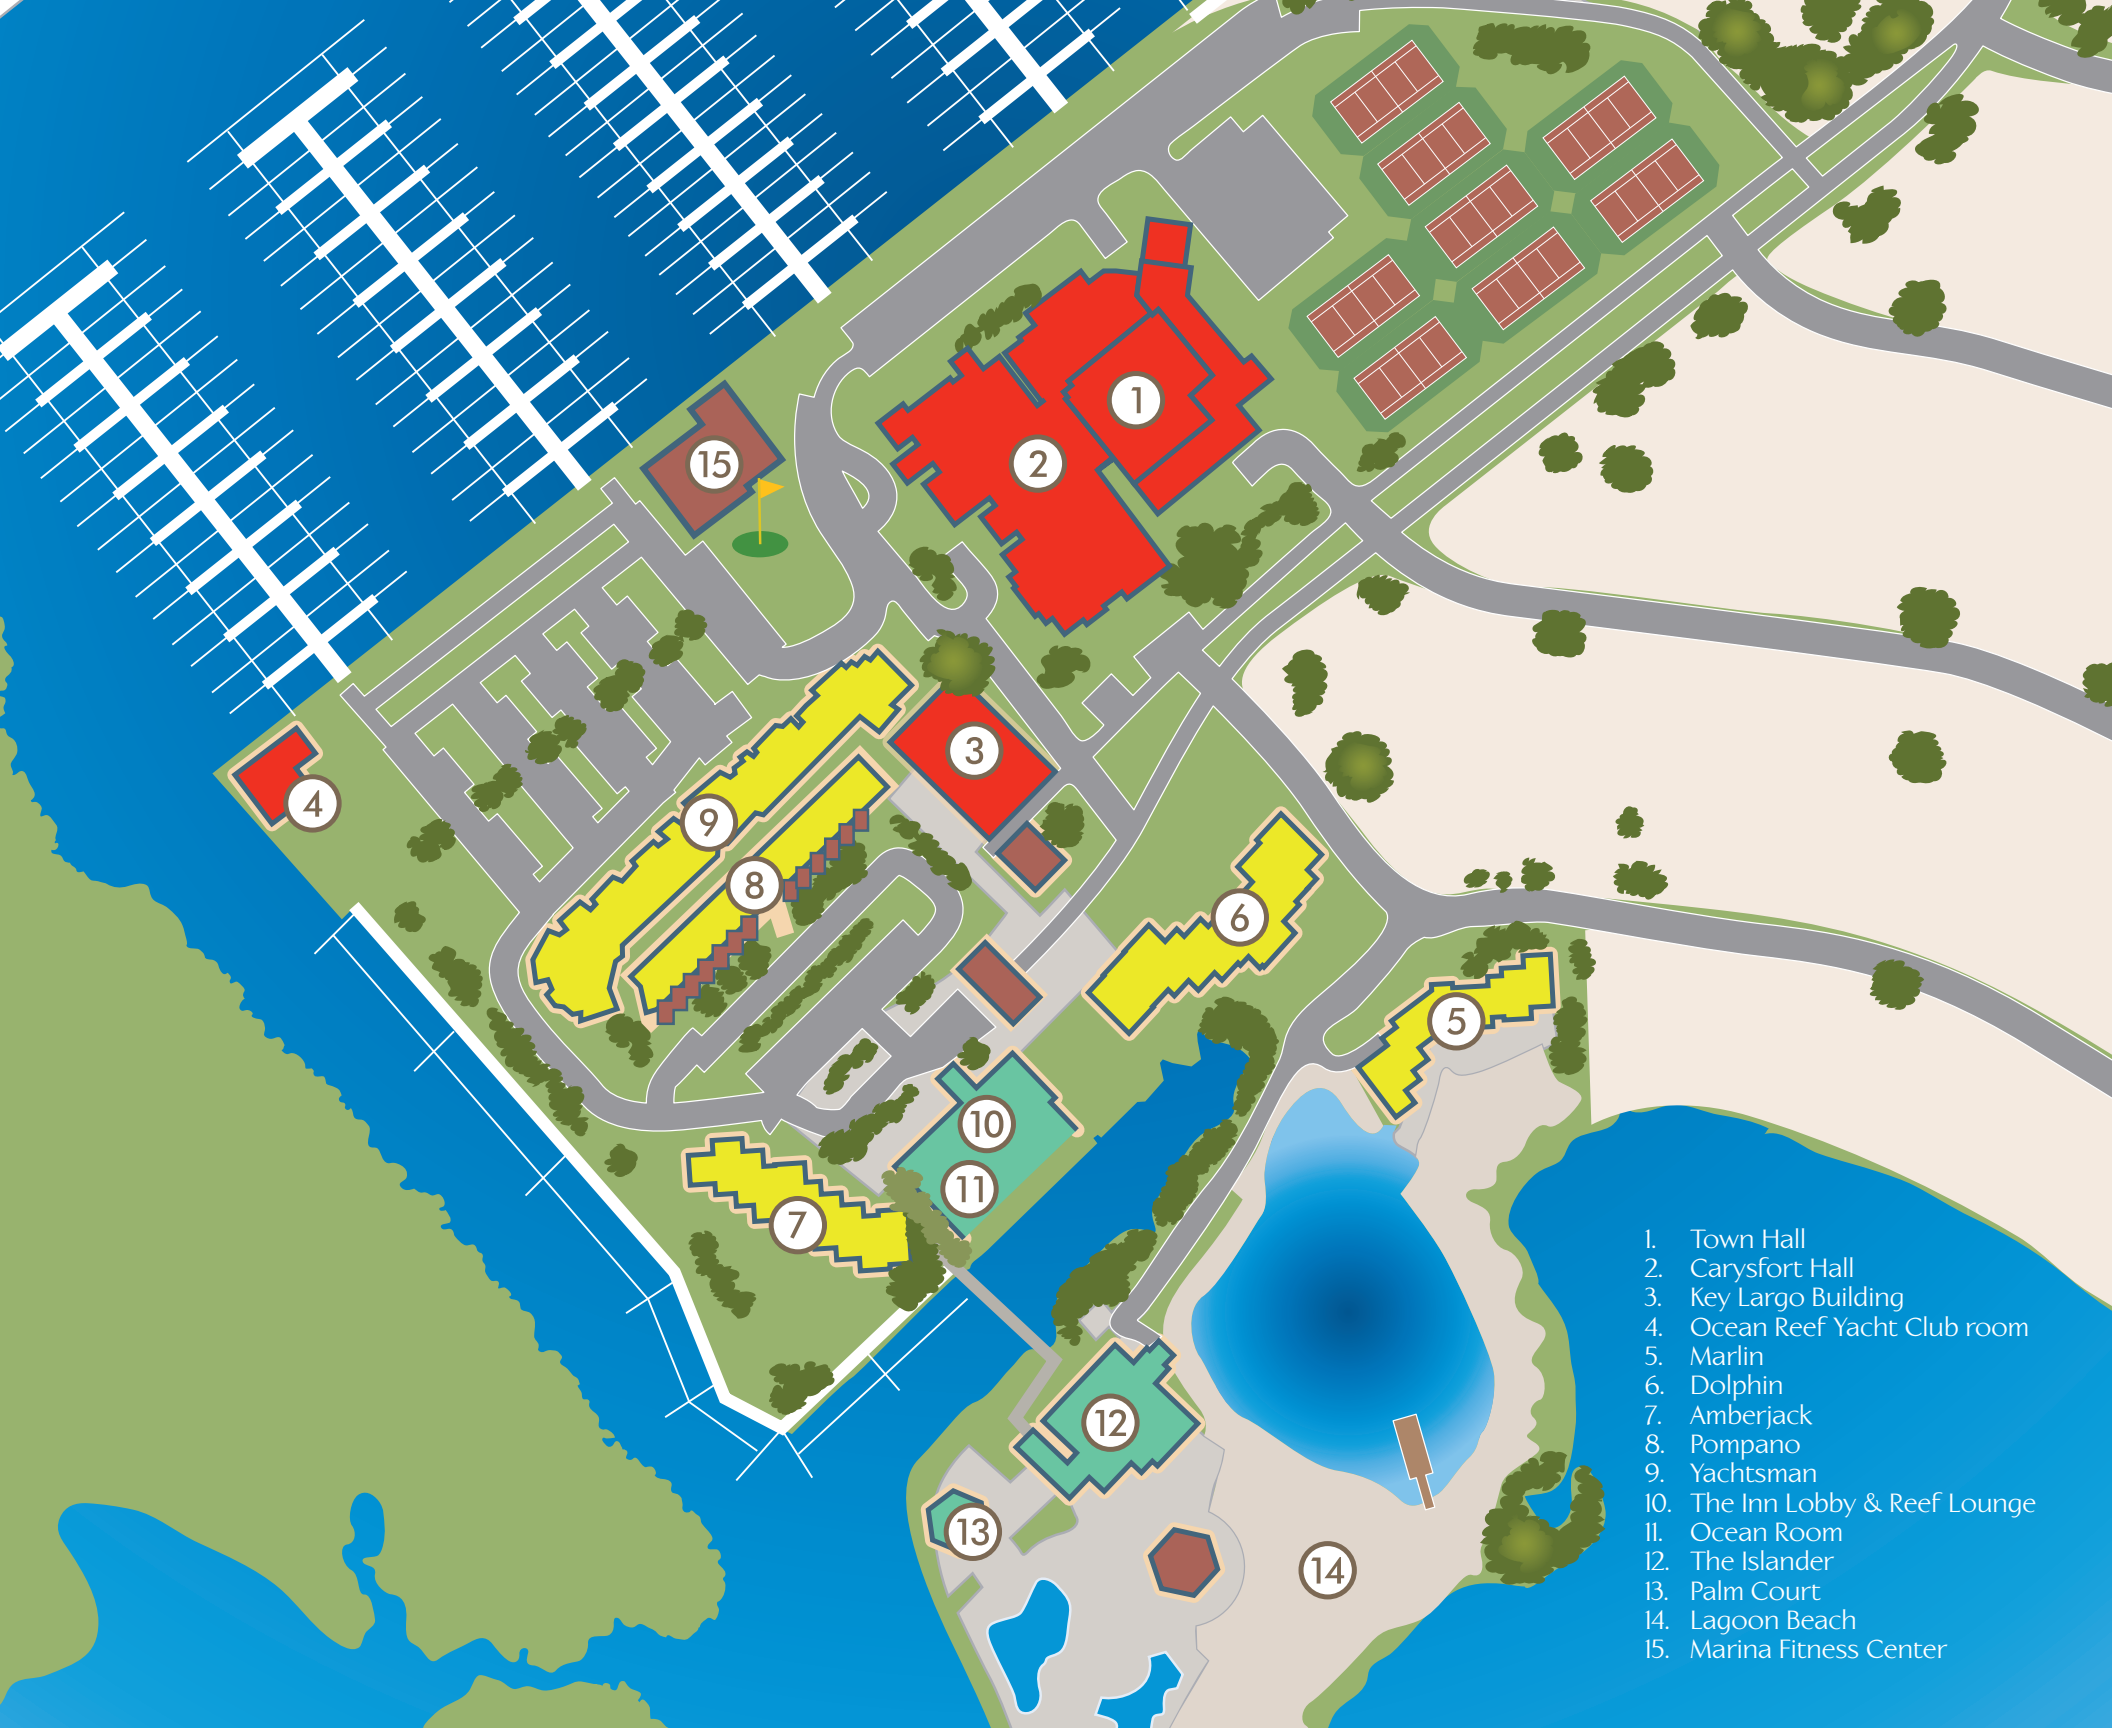 1
2
15
3
4
9
8
6
5
10
11
7
12
13
14
1. Town Hall
2. Carysfort Hall
3. Key Largo Building
4. Ocean Reef Yacht Club room
5. Marlin
6. Dolphin
7. Amberjack
8. Pompano
9. Yachtsman
10. The Inn Lobby & Reef Lounge
11. Ocean Room
12. The Islander
13. Palm Court
14. Lagoon Beach
15. Marina Fitness Center